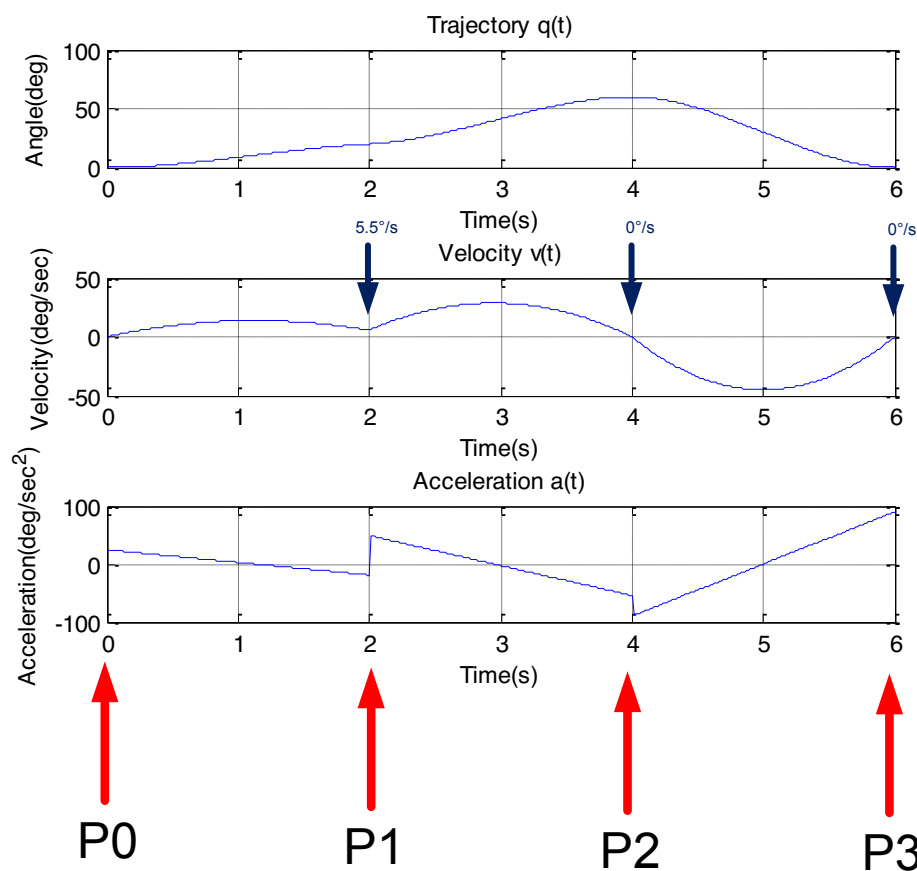 Trajectory q(t)
Angle(deg)
100
50
0
0 1 2 3 4 5 6
Time(s)
5.5°/s 0°/s 0°/s
Velocity v(t)
Velocity(deg/sec)
50
0
-50
0 1 2 3 4 5 6
Time(s)
Acceleration a(t)
Acceleration(deg/sec²)
100
0
-100
0 1 2 3 4 5 6
Time(s)
P0 P1 P2 P3